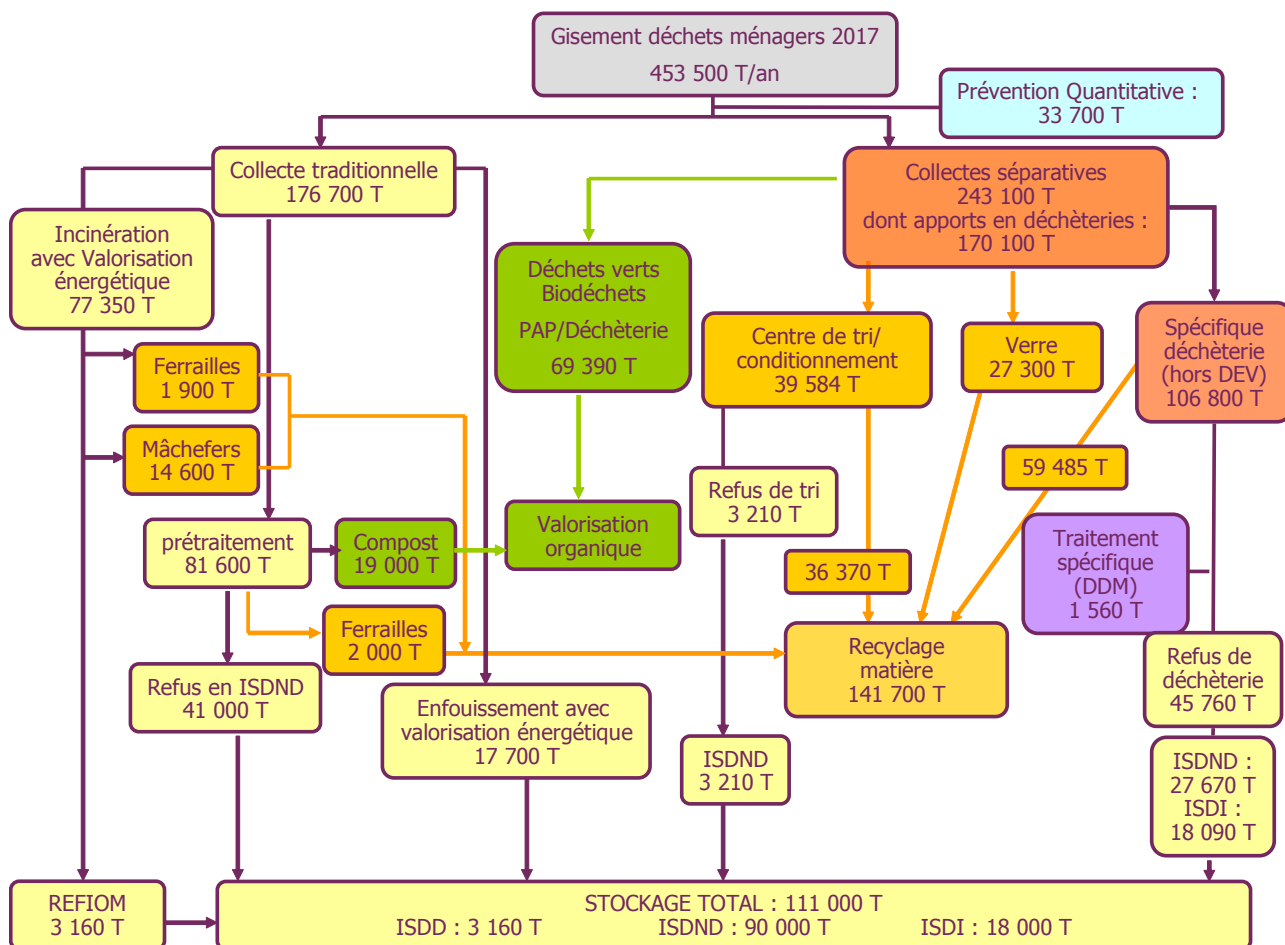 Gisement déchets ménagers 2017
453 500 T/an
Prévention Quantitative :
33 700 T
Collecte traditionnelle
176 700 T
Collectes séparatives
243 100 T
dont apports en déchèteries :
170 100 T
Incinération
avec Valorisation
énergétique
77 350 T
Déchets verts
Biodéchets
PAP/Déchèterie
69 390 T
Centre de tri/
conditionnement
39 584 T
Verre
27 300 T
Spécifique
déchèterie
(hors DEV)
106 800 T
Ferrailles
1 900 T
Mâchefers
14 600 T
59 485 T
Refus de tri
3 210 T
prétraitement
81 600 T
Compost
19 000 T
Valorisation
organique
36 370 T
Traitement
spécifique
(DDM)
1 560 T
Ferrailles
2 000 T
Recyclage
matière
141 700 T
Refus de
déchèterie
45 760 T
Refus en ISDND
41 000 T
Enfouissement avec
valorisation énergétique
17 700 T
ISDND
3 210 T
ISDND :
27 670 T
ISDI :
18 090 T
REFIOM
3 160 T
STOCKAGE TOTAL : 111 000 T
ISDD : 3 160 T ISDND : 90 000 T ISDI : 18 000 T